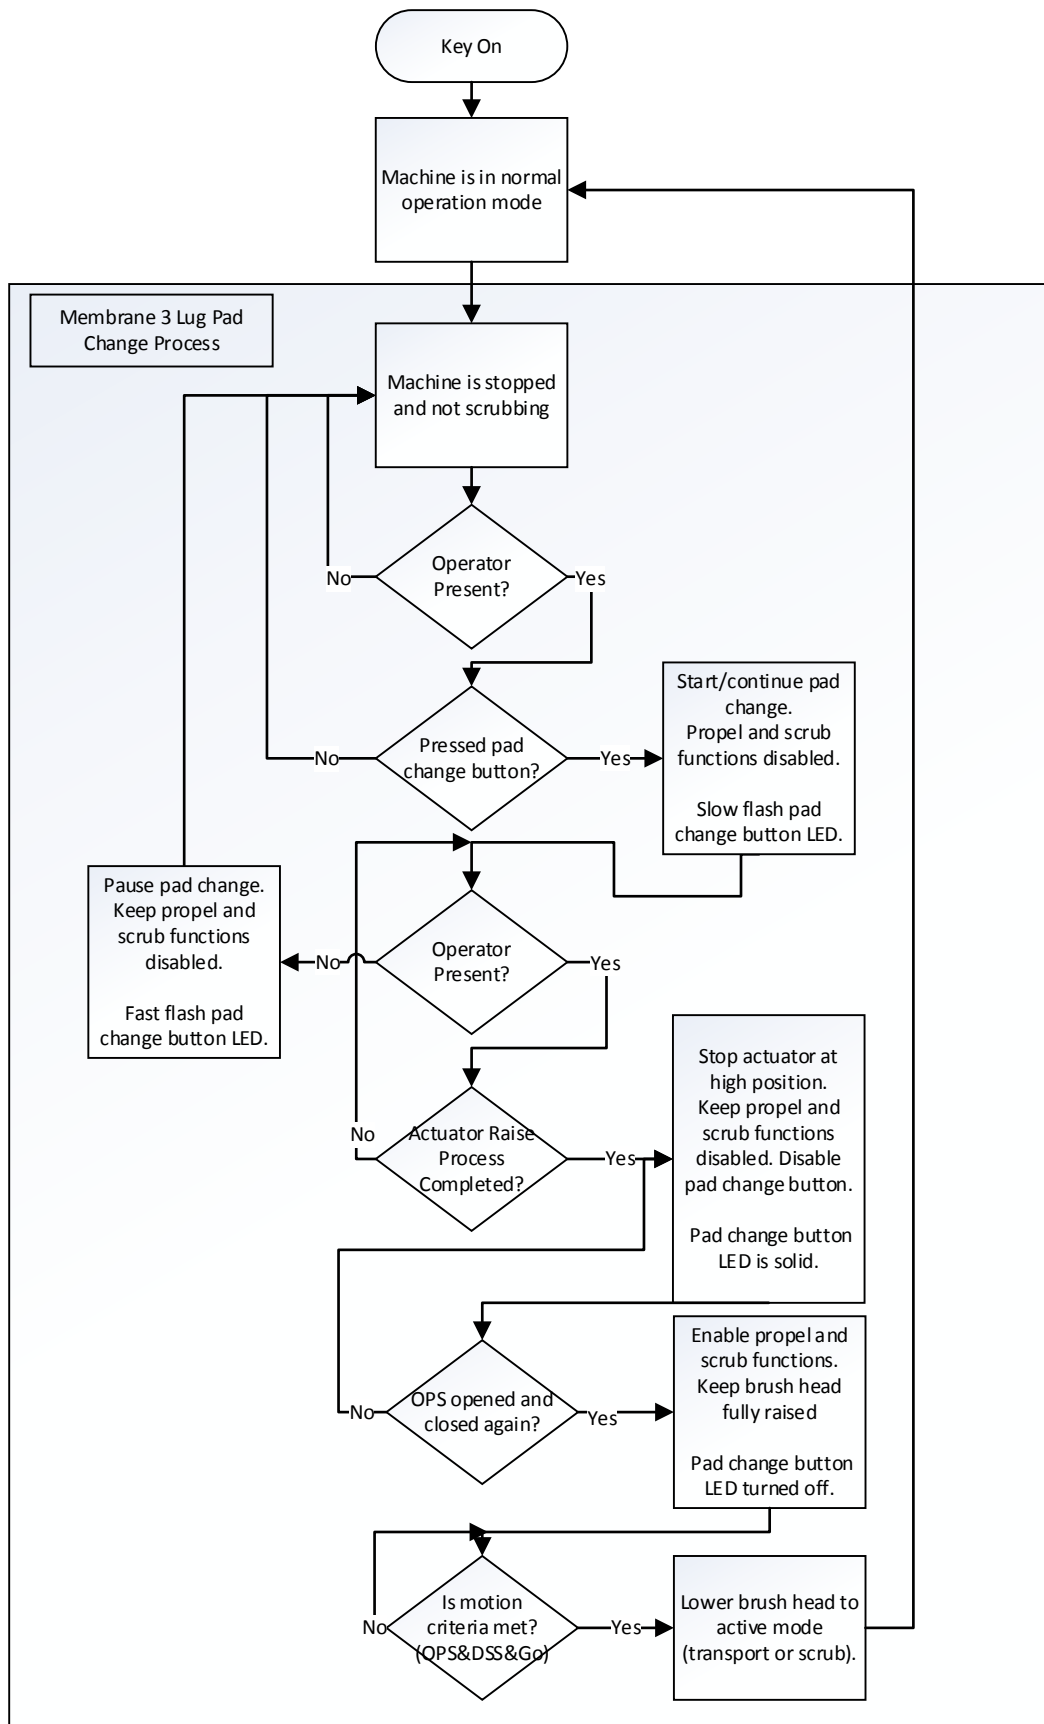 Key On
Machine is in normal
operation mode
Membrane 3 Lug Pad
Change Process
Machine is stopped
and not scrubbing
Operator
Present?
No
Yes
Pressed pad
change button?
No
Yes
Start/continue pad
change.
Propel and scrub
functions disabled.
Slow flash pad
change button LED.
Pause pad change.
Keep propel and
scrub functions
disabled.
Fast flash pad
change button LED.
Operator
Present?
No
Yes
Actuator Raise
Process
Completed?
No
Yes
Stop actuator at
high position.
Keep propel and
scrub functions
disabled. Disable
pad change button.
Pad change button
LED is solid.
OPS opened and
closed again?
No
Yes
Enable propel and
scrub functions.
Keep brush head
fully raised
Pad change button
LED turned off.
Is motion
criteria met?
(OPS&DSS&Go)
No
Yes
Lower brush head to
active mode
(transport or scrub).